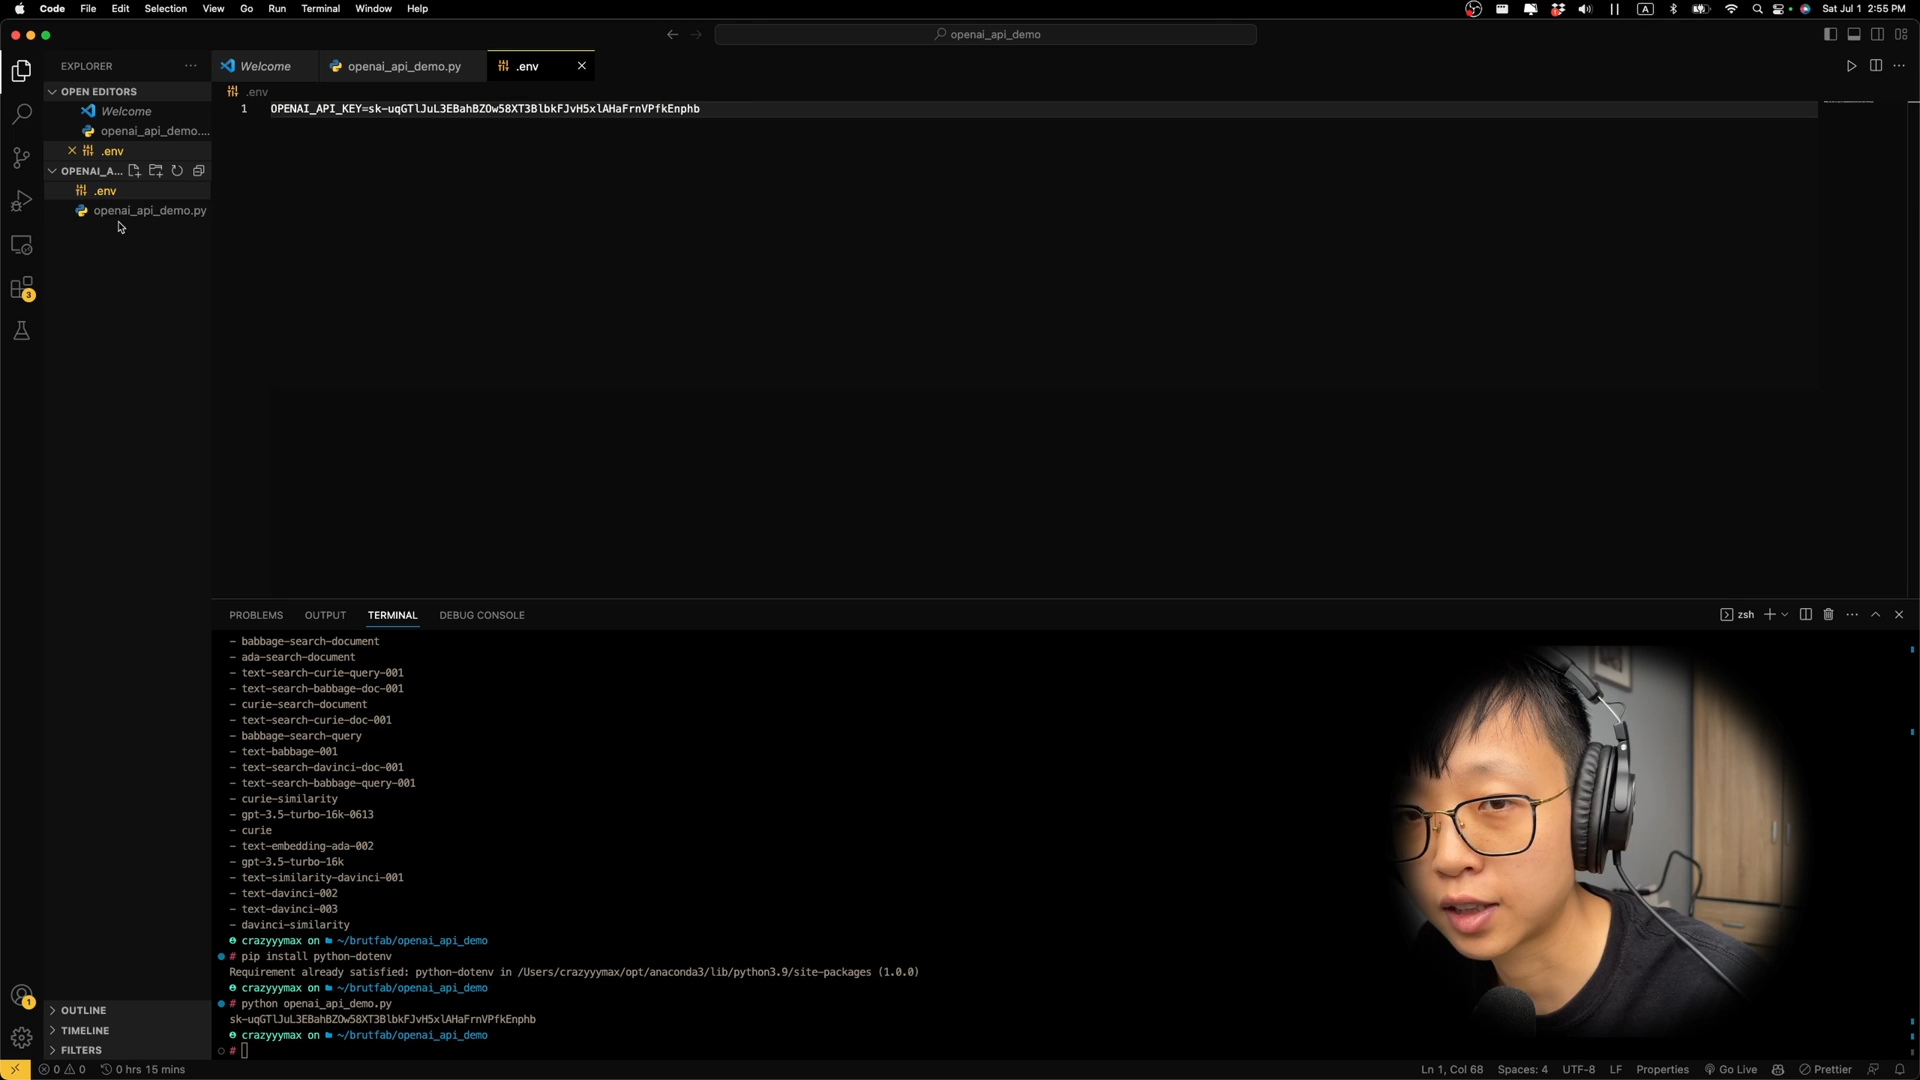 Code File Edit Selection View Go Run Terminal Window Help
A
Sat Jul 1 2:55 PM
openai_api_demo
EXPLORER
Welcome
openai_api_demo.py
.env
OPEN EDITORS
Welcome
openai_api_demo....
.env
OPENAI_A...
.env
openai_api_demo.py
3
.env
1 OPENAI_API_KEY=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
PROBLEMS OUTPUT TERMINAL DEBUG CONSOLE
zsh
- babbage-search-document
- ada-search-document
- text-search-curie-query-001
- text-search-babbage-doc-001
- curie-search-document
- text-search-curie-doc-001
- babbage-search-query
- text-babbage-001
- text-search-davinci-doc-001
- text-search-babbage-query-001
- curie-similarity
- gpt-3.5-turbo-16k-0613
- curie
- text-embedding-ada-002
- gpt-3.5-turbo-16k
- text-similarity-davinci-001
- text-davinci-002
- text-davinci-003
- davinci-similarity
crazyyymax on ~/brutfab/openai_api_demo
# pip install python-dotenv
Requirement already satisfied: python-dotenv in /Users/crazyyymax/opt/anaconda3/lib/python3.9/site-packages (1.0.0)
crazyyymax on ~/brutfab/openai_api_demo
# python openai_api_demo.py
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
crazyyymax on ~/brutfab/openai_api_demo
#
1
OUTLINE
TIMELINE
FILTERS
0 0 0 hrs 15 mins
Ln 1, Col 68 Spaces: 4 UTF-8 LF Properties Go Live Prettier